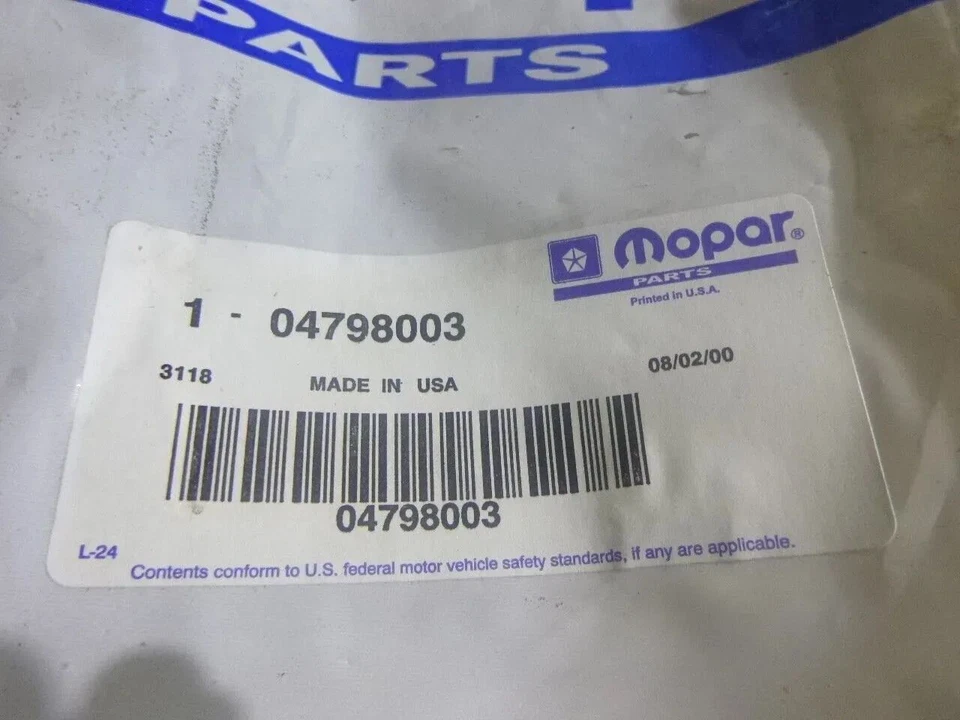 PARTS
Mopar®
PARTS
Printed in U.S.A.
1 - 04798003
3118
MADE IN USA
08/02/00
04798003
L-24
Contents conform to U.S. federal motor vehicle safety standards, if any are applicable.